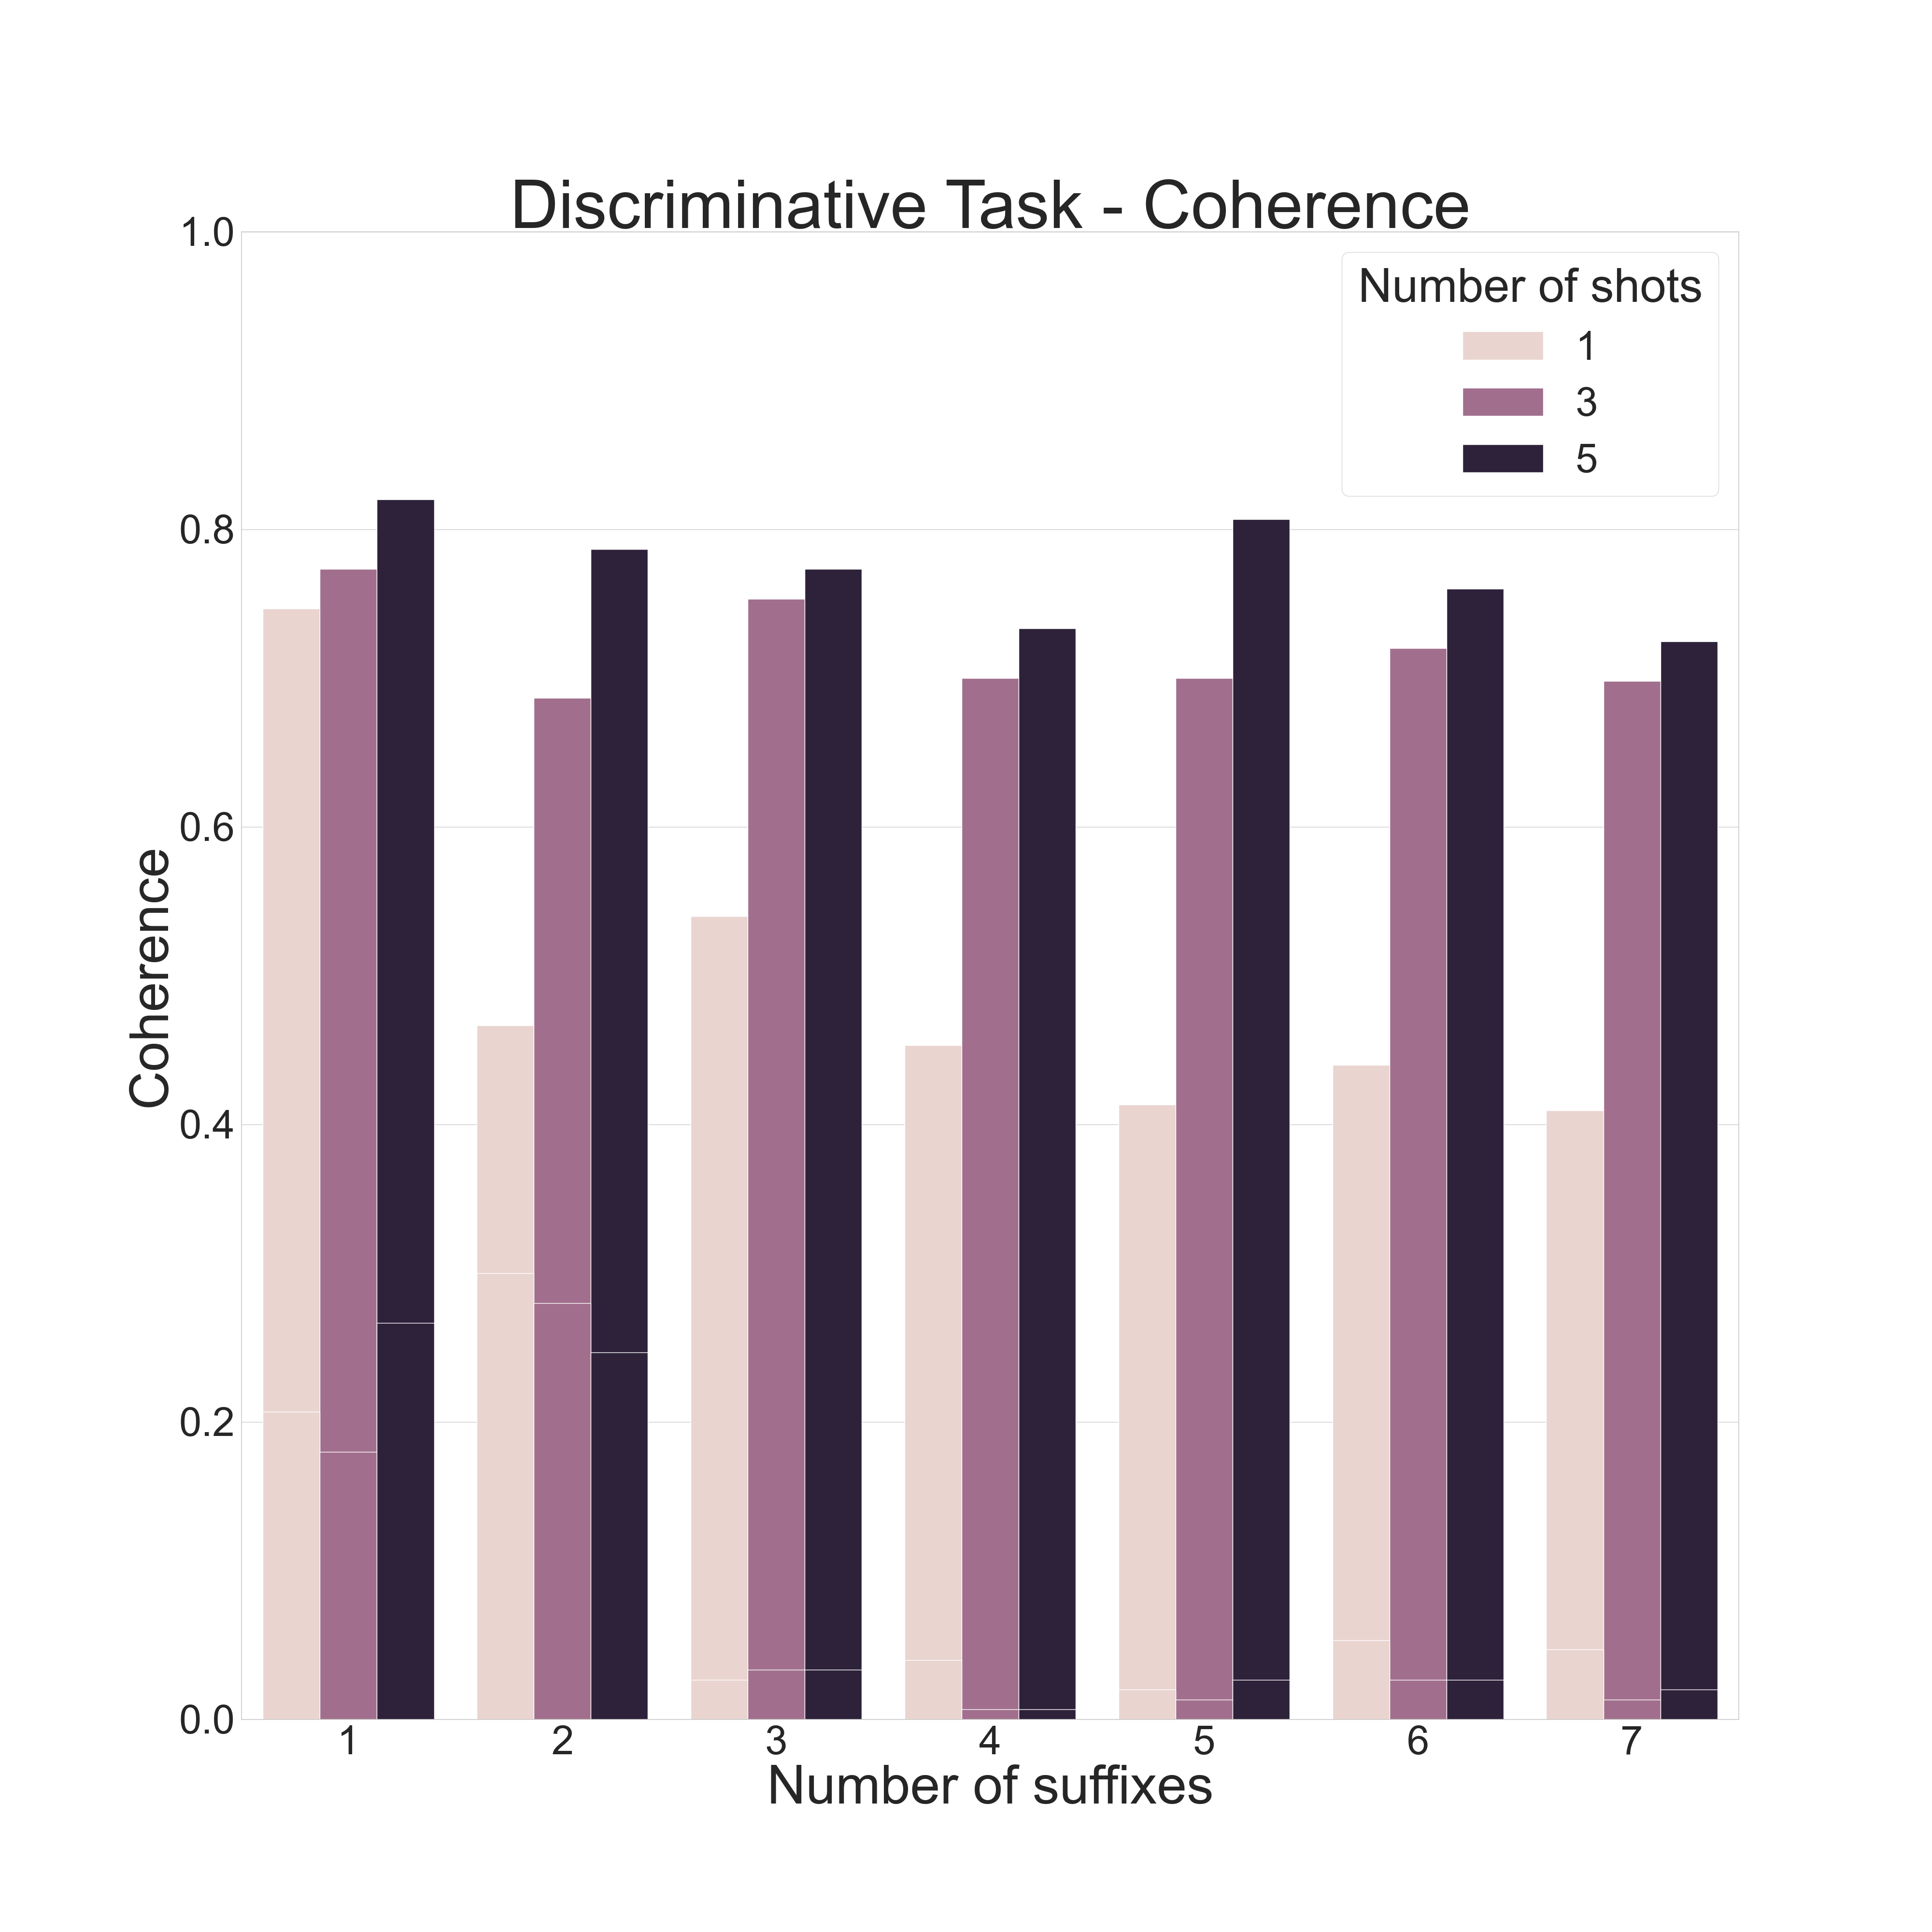 Discriminative Task - Coherence
Number of shots
1
3
5
1.0
0.8
0.6
0.4
0.2
0.0
Coherence
1 2 3 4 5 6 7
Number of suffixes